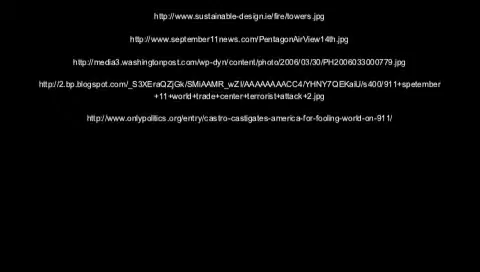 http://www.sustainable-design.ie/fire/towers.jpg
http://www.september11news.com/PentagonAirView14th.jpg
http://media3.washingtonpost.com/wp-dyn/content/photo/2006/03/30/PH2006033000779.jpg
http://2.bp.blogspot.com/_S3XEraQZjGk/SMiAAMR_wZI/AAAAAAAACC4/YHNY7QEKaiU/s400/911+spetember
+11+world+trade+center+terrorist+attack+2.jpg
http://www.onlypolitics.org/entry/castro-castigates-america-for-fooling-world-on-911/